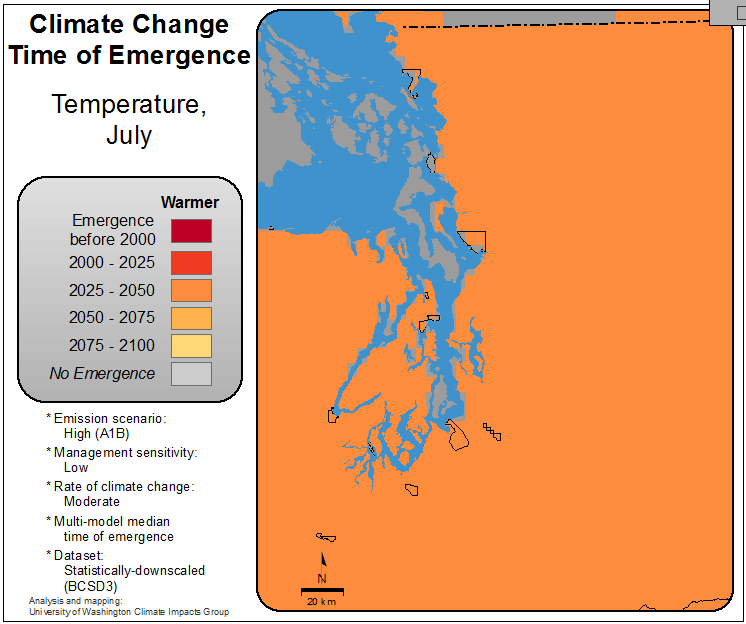 Climate Change
Time of Emergence
Temperature,
July
Warmer
Emergence
before 2000
2000 - 2025
2025 - 2050
2050 - 2075
2075 - 2100
No Emergence
* Emission scenario:
High (A1B)
* Management sensitivity:
Low
* Rate of climate change:
Moderate
* Multi-model median
time of emergence
* Dataset:
Statistically-downscaled
(BCSD3)
Analysis and mapping:
University of Washington Climate Impacts Group
N
20 km